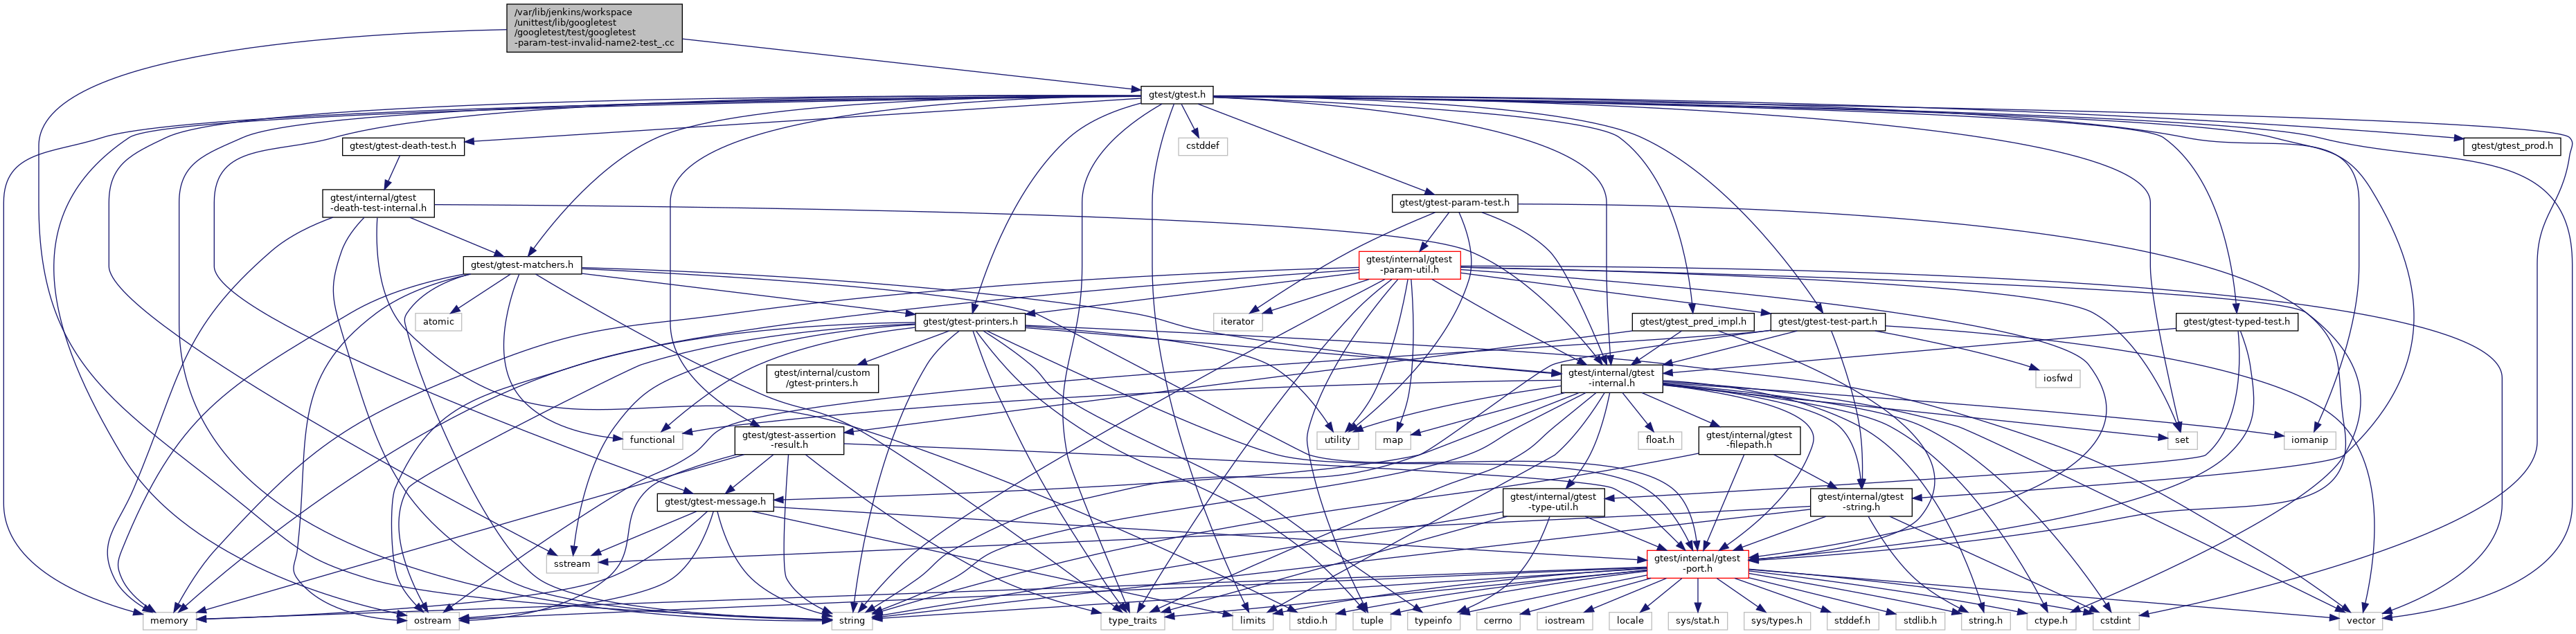 /var/lib/jenkins/workspace
/unittest/lib/googletest
/googletest/test/googletest
-param-test-invalid-name2-test_.cc
gtest/gtest.h
gtest/gtest-death-test.h
cstddef
gtest/gtest_prod.h
gtest/internal/gtest
-death-test-internal.h
gtest/gtest-param-test.h
gtest/gtest-matchers.h
gtest/internal/gtest
-param-util.h
atomic
gtest/gtest-printers.h
iterator
gtest/gtest_pred_impl.h
gtest/gtest-test-part.h
gtest/gtest-typed-test.h
gtest/internal/custom
/gtest-printers.h
gtest/internal/gtest
-internal.h
iosfwd
functional
gtest/gtest-assertion
-result.h
utility
map
float.h
gtest/internal/gtest
-filepath.h
set
iomanip
gtest/gtest-message.h
gtest/internal/gtest
-type-util.h
gtest/internal/gtest
-string.h
sstream
gtest/internal/gtest
-port.h
memory
ostream
string
type_traits
limits
stdio.h
tuple
typeinfo
cerrno
iostream
locale
sys/stat.h
sys/types.h
stddef.h
stdlib.h
string.h
ctype.h
cstdint
vector